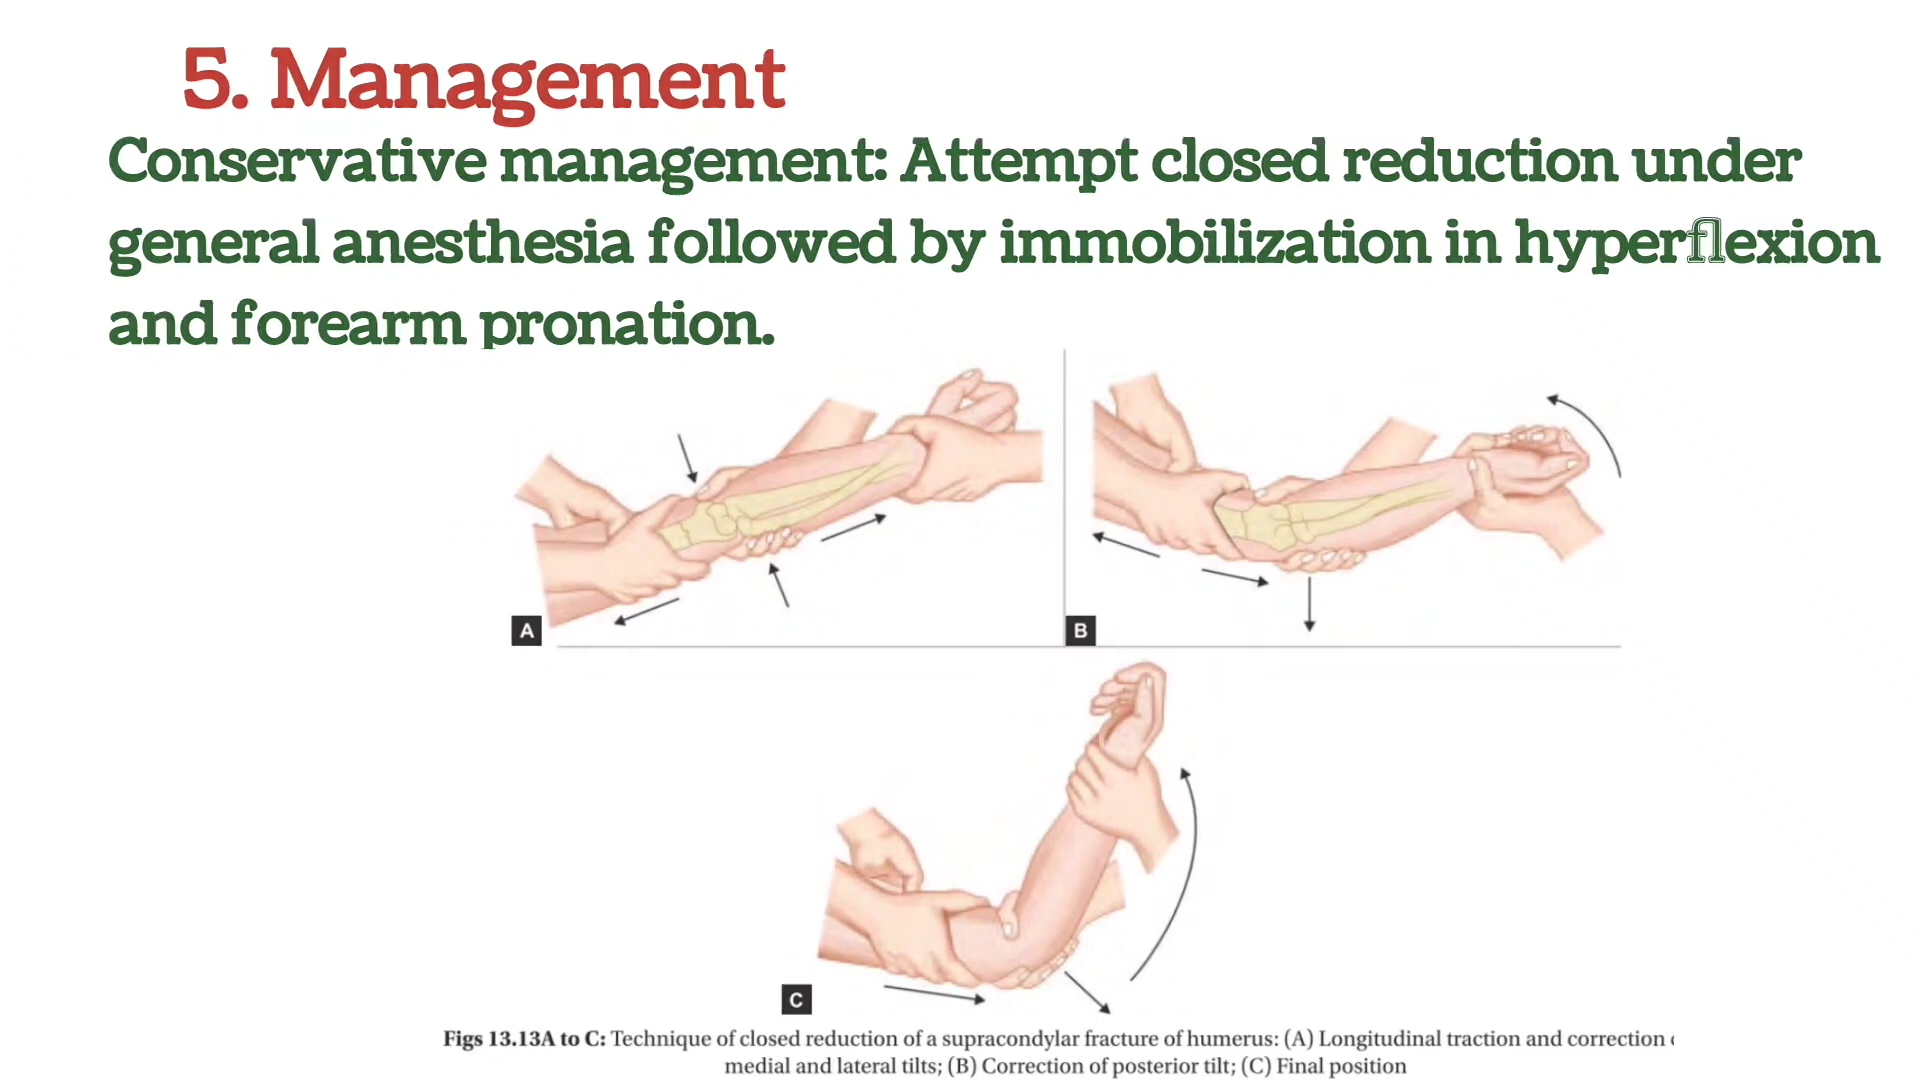 5. Management
Conservative management: Attempt closed reduction under
general anesthesia followed by immobilization in hyperflexion
and forearm pronation.
A
B
C
Figs 13.13A to C: Technique of closed reduction of a supracondylar fracture of humerus: (A) Longitudinal traction and correction
medial and lateral tilts; (B) Correction of posterior tilt; (C) Final position